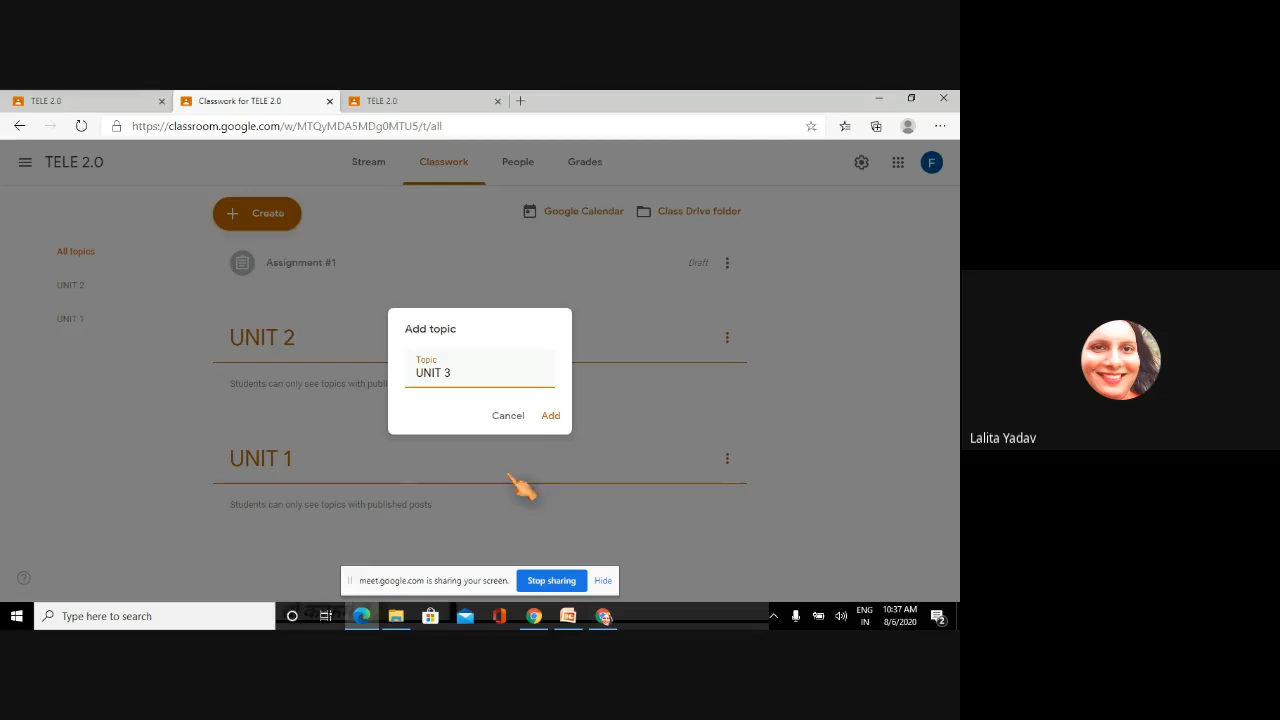 TELE 2.0
Classwork for TELE 2.0
TELE 2.0
https://classroom.google.com/w/MTQyMDA5MDg0MTU5/t/all
TELE 2.0
Stream
Classwork
People
Grades
F
Create
Google Calendar
Class Drive folder
All topics
UNIT 2
UNIT 1
Assignment #1
Draft
UNIT 2
Students can only see topics with publis
Add topic
Topic
UNIT 3
Cancel
Add
UNIT 1
Students can only see topics with published posts
meet.google.com is sharing your screen.
Stop sharing
Hide
Type here to search
ENG
IN
10:37 AM
8/6/2020
2
Lalita Yadav